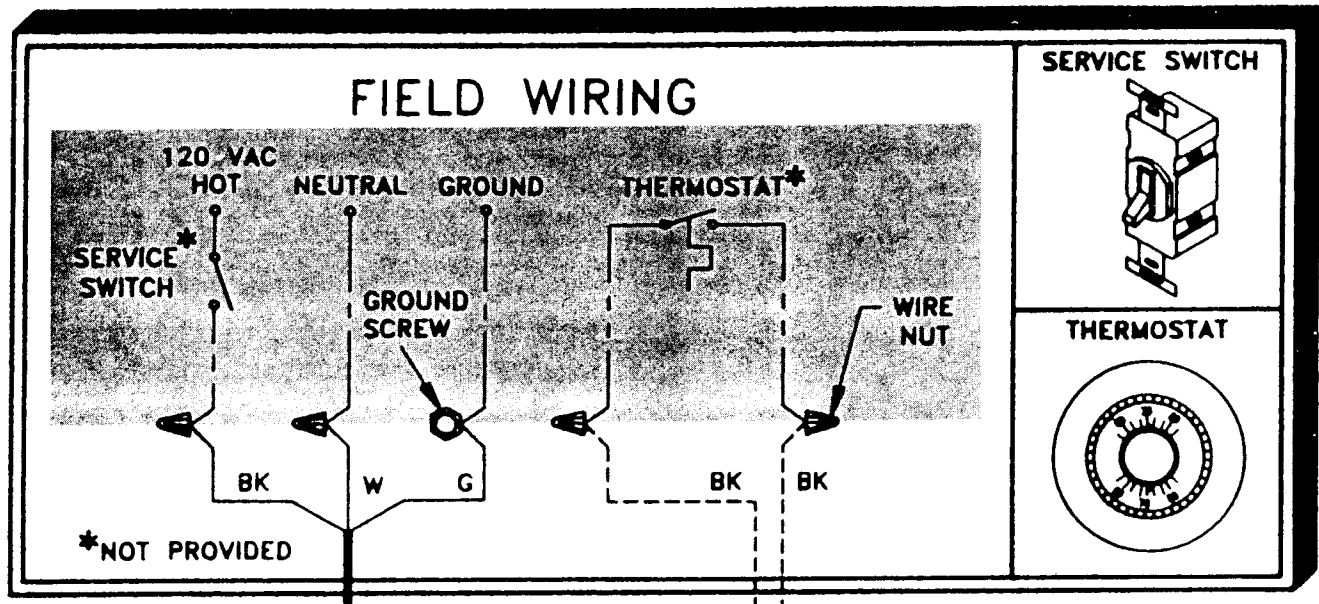 FIELD WIRING
120 VAC
HOT
NEUTRAL
GROUND
THERMOSTAT*
SERVICE*
SWITCH
GROUND
SCREW
WIRE
NUT
BK
W
G
BK
BK
*NOT PROVIDED
SERVICE SWITCH
THERMOSTAT